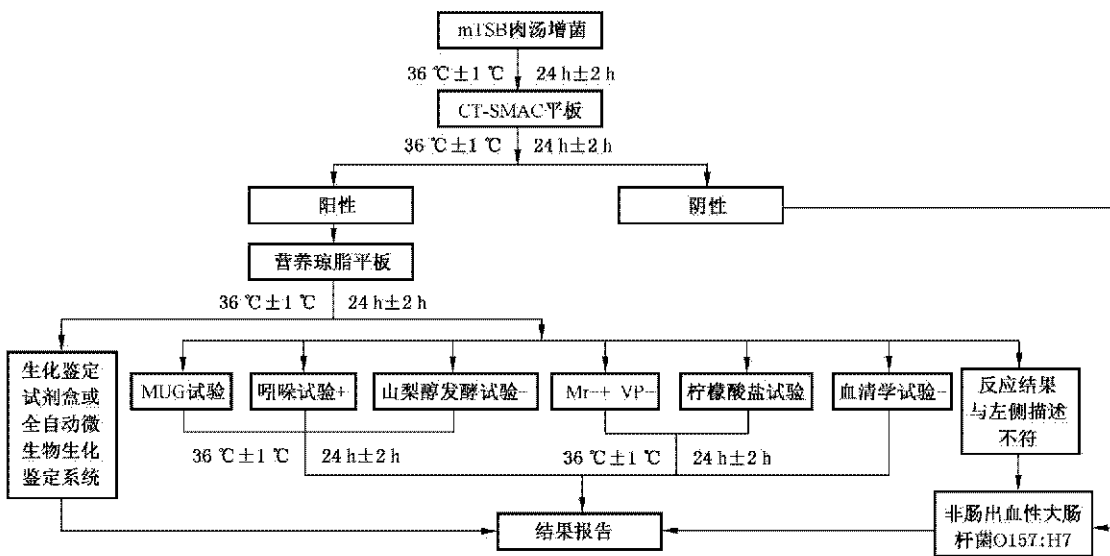 mTSB肉汤增菌
36 ℃±1 ℃ 24 h±2 h
CT-SMAC平板
36 ℃±1 ℃ 24 h±2 h
阳性
阴性
营养琼脂平板
36 ℃±1 ℃ 24 h±2 h
生化鉴定
试剂盒或
全自动微
生物生化
鉴定系统
MUG试验
吲哚试验+
山梨醇发酵试验-
Mr-+ VP-
柠檬酸盐试验
血清学试验-
反应结果
与左侧描述
不符
36 ℃±1 ℃ 24 h±2 h
36 ℃±1 ℃ 24 h±2 h
结果报告
非肠出血性大肠
杆菌O157:H7